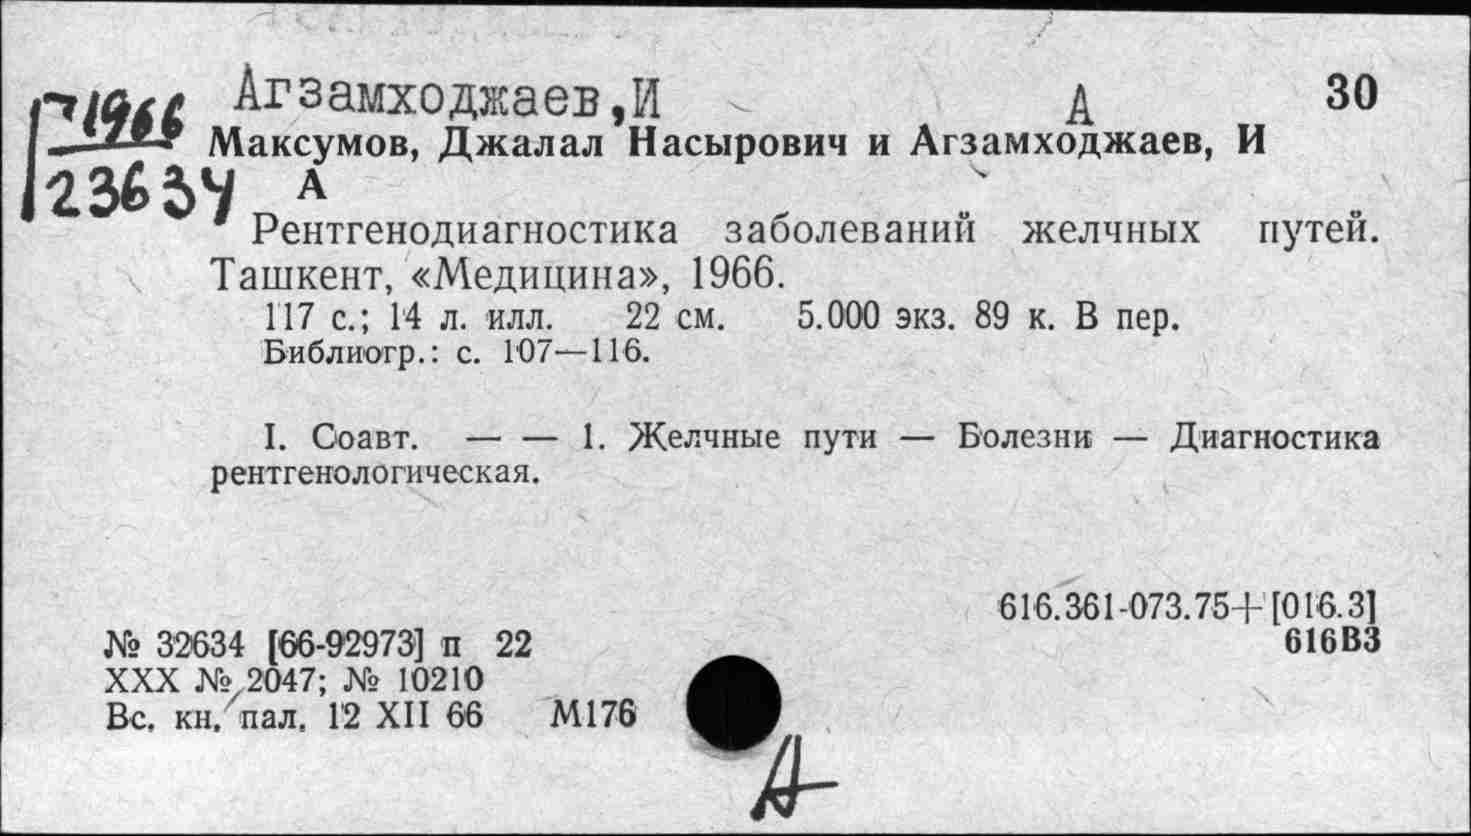 Агзамходжаев, И А 30
Г1966
Максумов, Джалал Насырович и Агзамходжаев, И
23634 А
Рентгенодиагностика заболеваний желчных путей.
Ташкент, «Медицина», 1966.
117 с.; 14 л. илл. 22 см. 5.000 экз. 89 к. В пер.
Библиогр.: с. 107—116.
I. Соавт. — — 1. Желчные пути — Болезни — Диагностика
рентгенологическая.
616.361-073.75+[016.3]
616В3
№ 32634 [66-92973] п 22
XXX № 2047; № 10210
Вс. кн. пал. 12 XII 66 М176
А